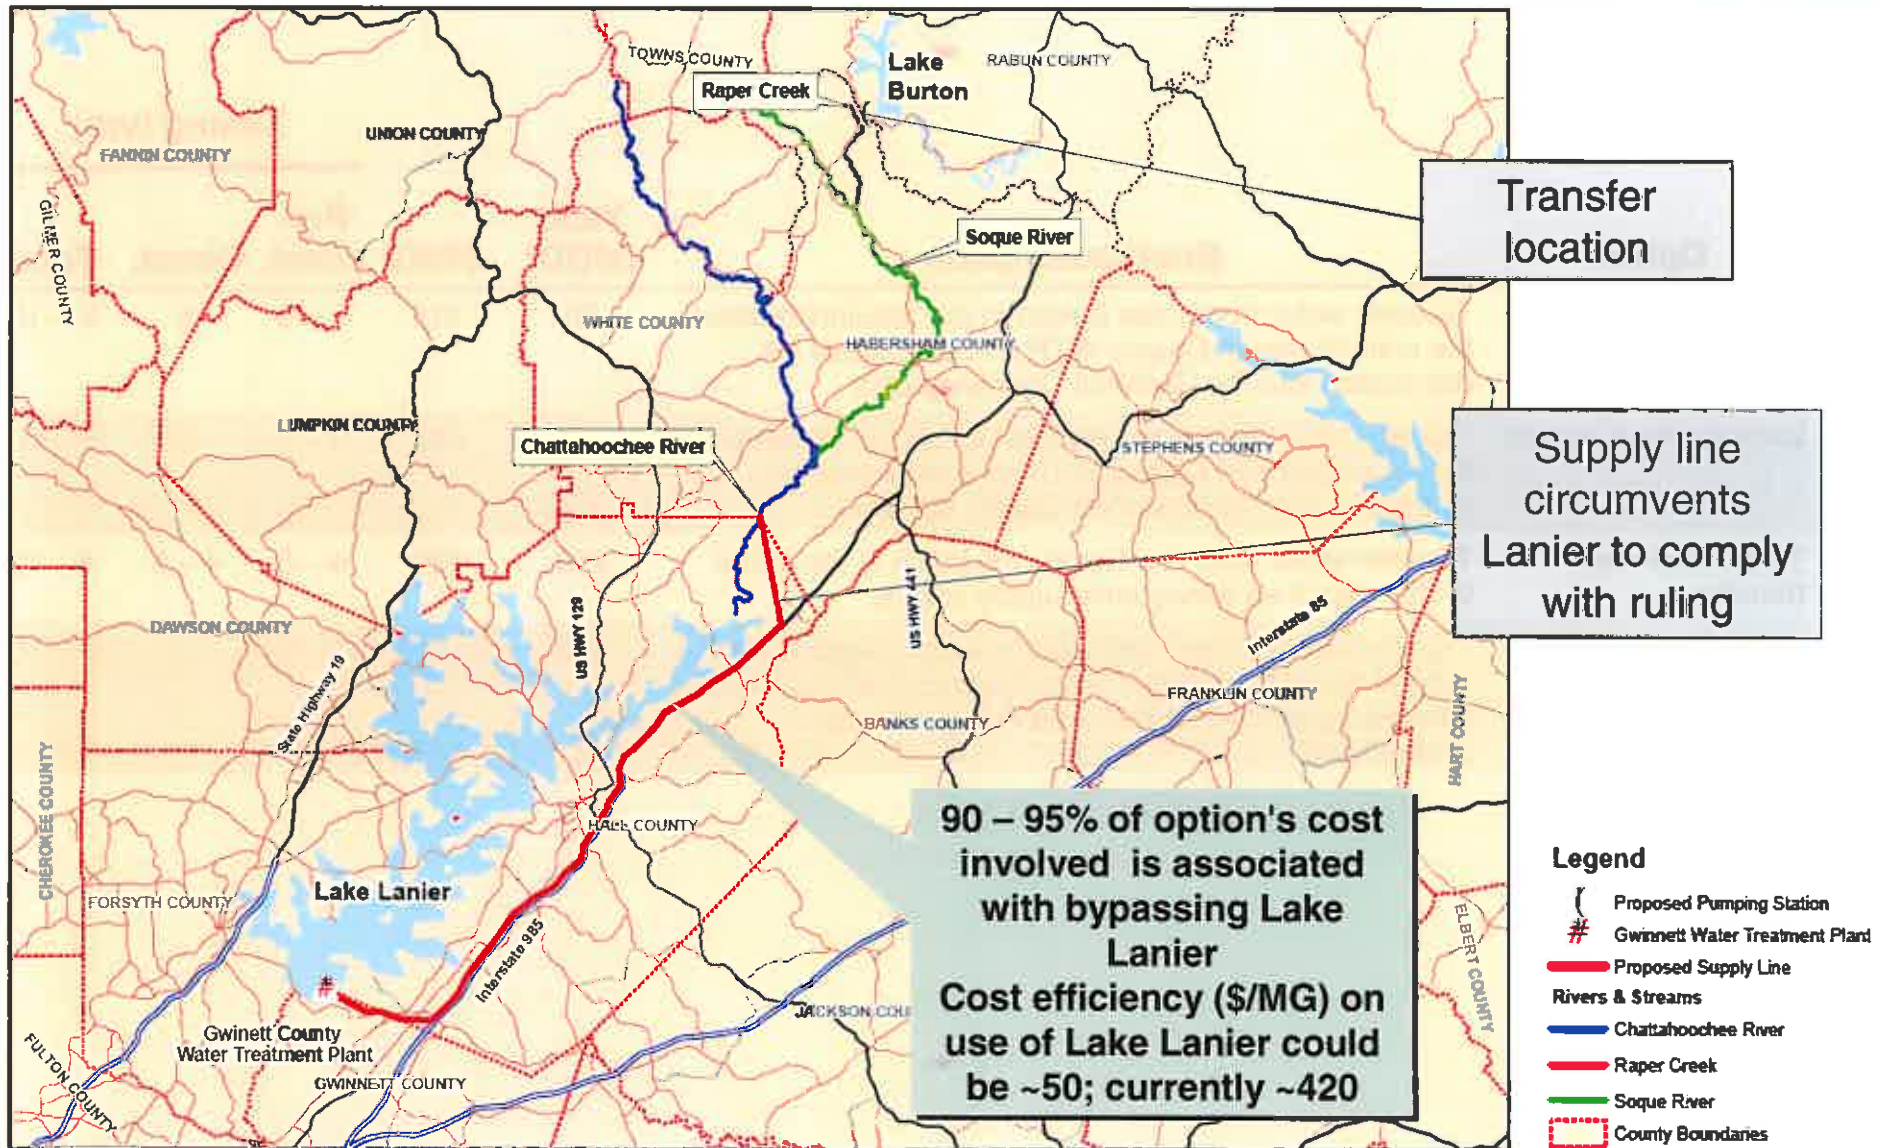 TOWNS COUNTY
Lake
Burton
RABUN COUNTY
Raper Creek
UNION COUNTY
FANNIN COUNTY
Transfer
location
GILMER COUNTY
Soque River
WHITE COUNTY
HABERSHAM COUNTY
LUMPKIN COUNTY
Chattahoochee River
STEPHENS COUNTY
Supply line
circumvents
Lanier to comply
with ruling
US HWY 441
US HWY 129
Interstate 85
DAWSON COUNTY
State Highway 19
FRANKLIN COUNTY
BANKS COUNTY
HART COUNTY
CHEROKEE COUNTY
HALL COUNTY
90 – 95% of option's cost
involved is associated
with bypassing Lake
Lanier
Cost efficiency ($/MG) on
use of Lake Lanier could
be ~50; currently ~420
Lake Lanier
FORSYTH COUNTY
Interstate 985
ELBERT COUNTY
JACKSON COU
Gwinett County
Water Treatment Plant
FULTON COUNTY
GWINNETT COUNTY
Legend
Proposed Pumping Station
# Gwinnett Water Treatment Plant
Proposed Supply Line
Rivers & Streams
Chattahoochee River
Raper Creek
Soque River
County Boundaries